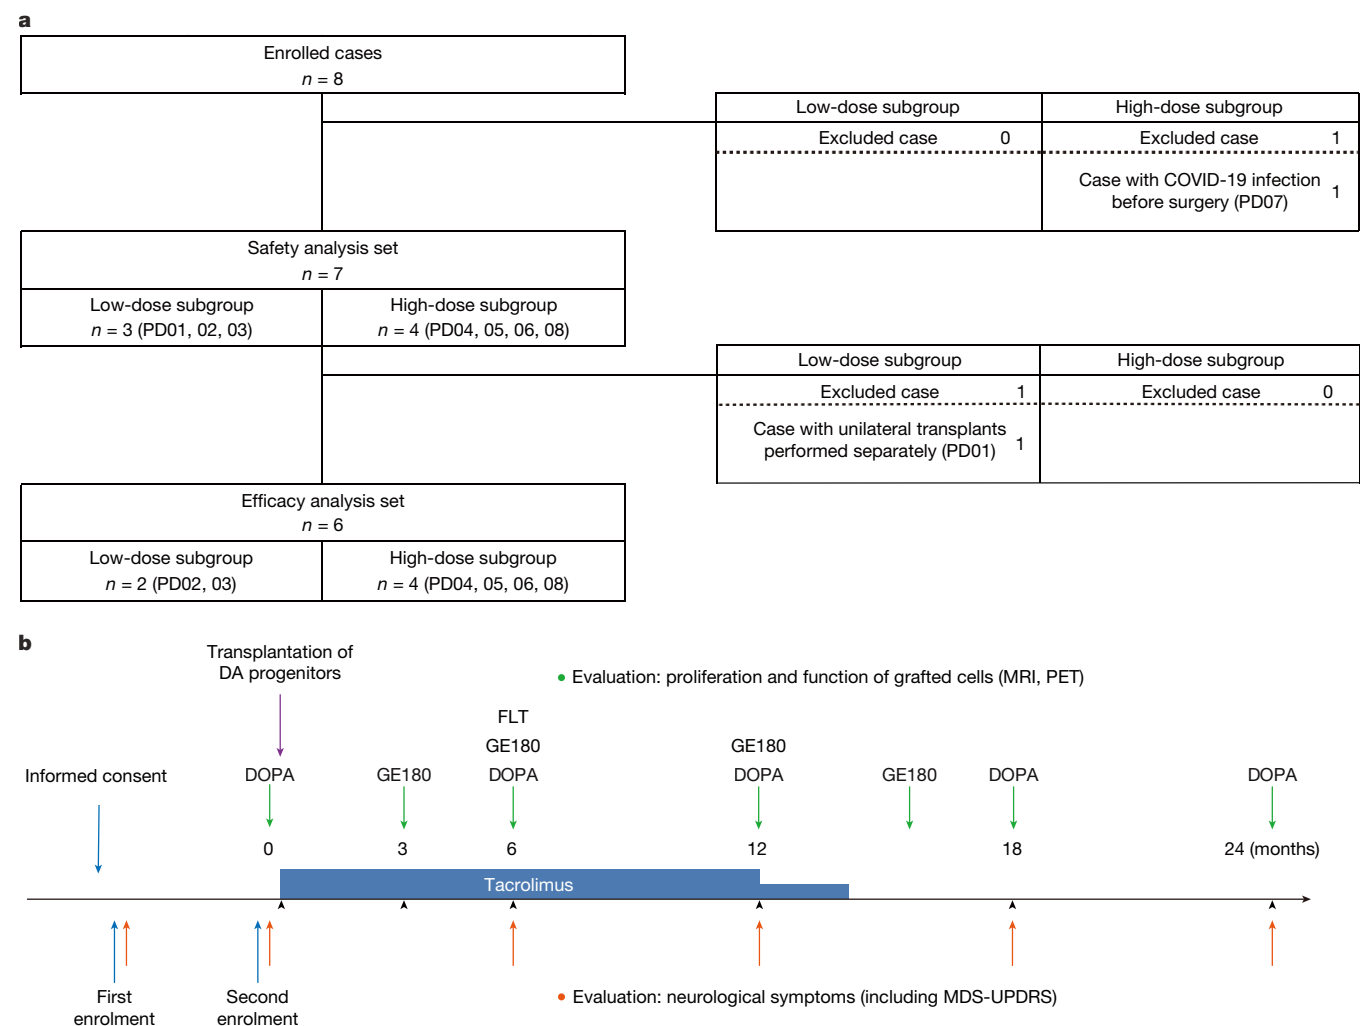 a
Enrolled cases
n = 8
Low-dose subgroup
High-dose subgroup
Excluded case 0
Excluded case 1
Case with COVID-19 infection
before surgery (PD07)
1
Safety analysis set
n = 7
Low-dose subgroup
n = 3 (PD01, 02, 03)
High-dose subgroup
n = 4 (PD04, 05, 06, 08)
Low-dose subgroup
High-dose subgroup
Excluded case 1
Excluded case 0
Case with unilateral transplants
performed separately (PD01)
1
Efficacy analysis set
n = 6
Low-dose subgroup
n = 2 (PD02, 03)
High-dose subgroup
n = 4 (PD04, 05, 06, 08)
b
Transplantation of
DA progenitors
Evaluation: proliferation and function of grafted cells (MRI, PET)
FLT
GE180
GE180
Informed consent
DOPA
GE180
DOPA
DOPA
GE180
DOPA
DOPA
0
3
6
12
18
24 (months)
Tacrolimus
First
enrolment
Second
enrolment
Evaluation: neurological symptoms (including MDS-UPDRS)